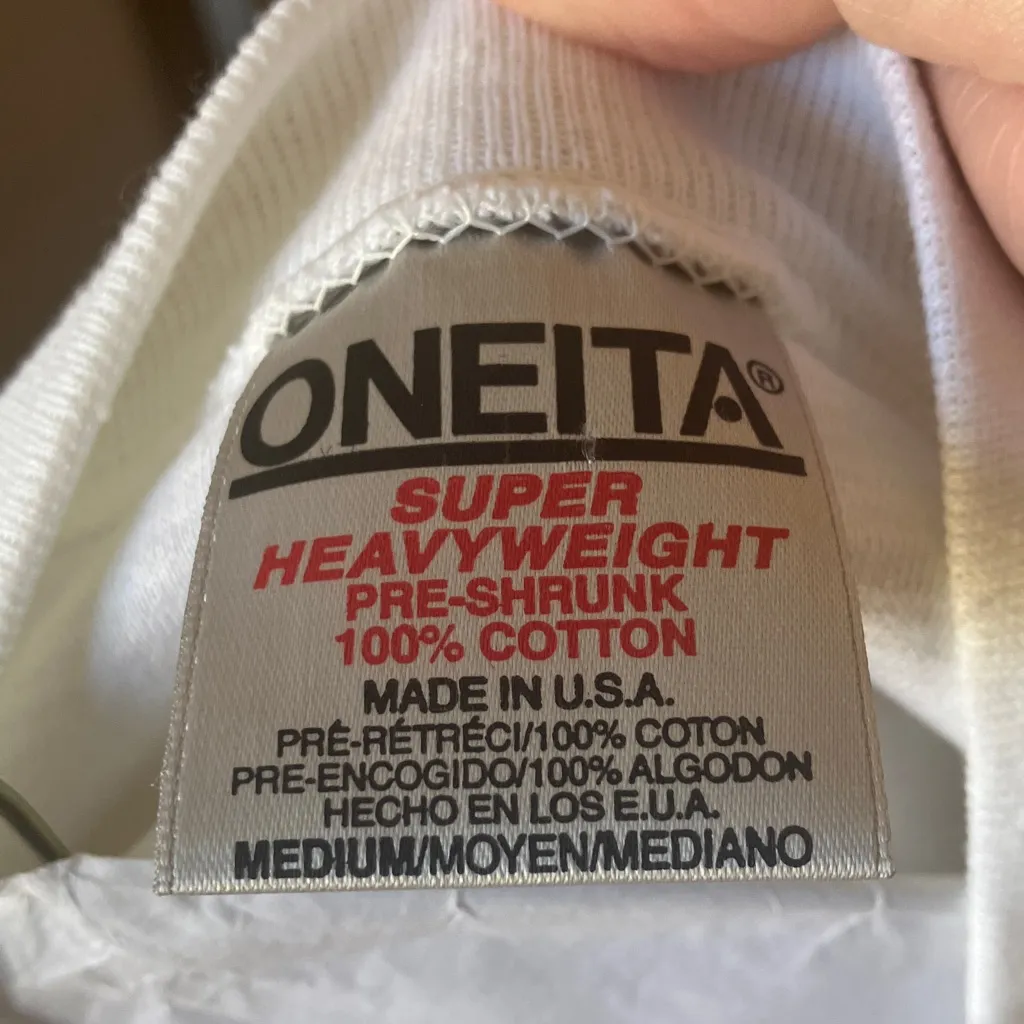 ONEITA®
SUPER
HEAVYWEIGHT
PRE-SHRUNK
100% COTTON
MADE IN U.S.A.
PRÉ-RÉTRÉCI/100% COTON
PRE-ENCOGIDO/100% ALGODON
HECHO EN LOS E.U.A.
MEDIUM/MOYEN/MEDIANO